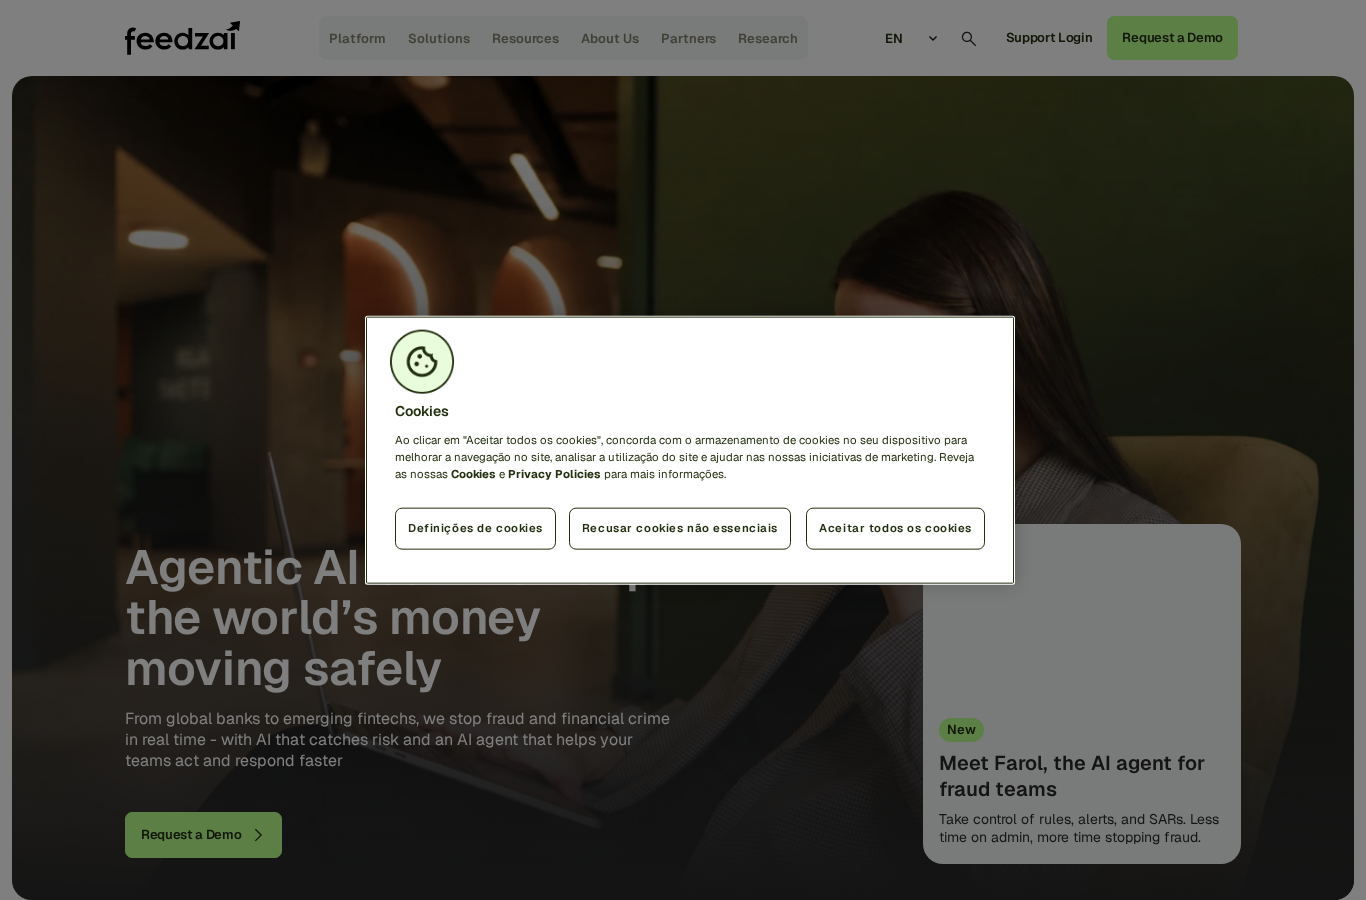 feedzai
Platform
Solutions
Resources
About Us
Partners
Research
EN
Support Login
Request a Demo
Cookies
Ao clicar em "Aceitar todos os cookies", concorda com o armazenamento de cookies no seu dispositivo para
melhorar a navegação no site, analisar a utilização do site e ajudar nas nossas iniciativas de marketing. Reveja
as nossas Cookies e Privacy Policies para mais informações.
Definições de cookies
Recusar cookies não essenciais
Aceitar todos os cookies
Agentic AI
the world's money
moving safely
From global banks to emerging fintechs, we stop fraud and financial crime
in real time - with AI that catches risk and an AI agent that helps your
teams act and respond faster
Request a Demo
New
Meet Farol, the AI agent for
fraud teams
Take control of rules, alerts, and SARs. Less
time on admin, more time stopping fraud.